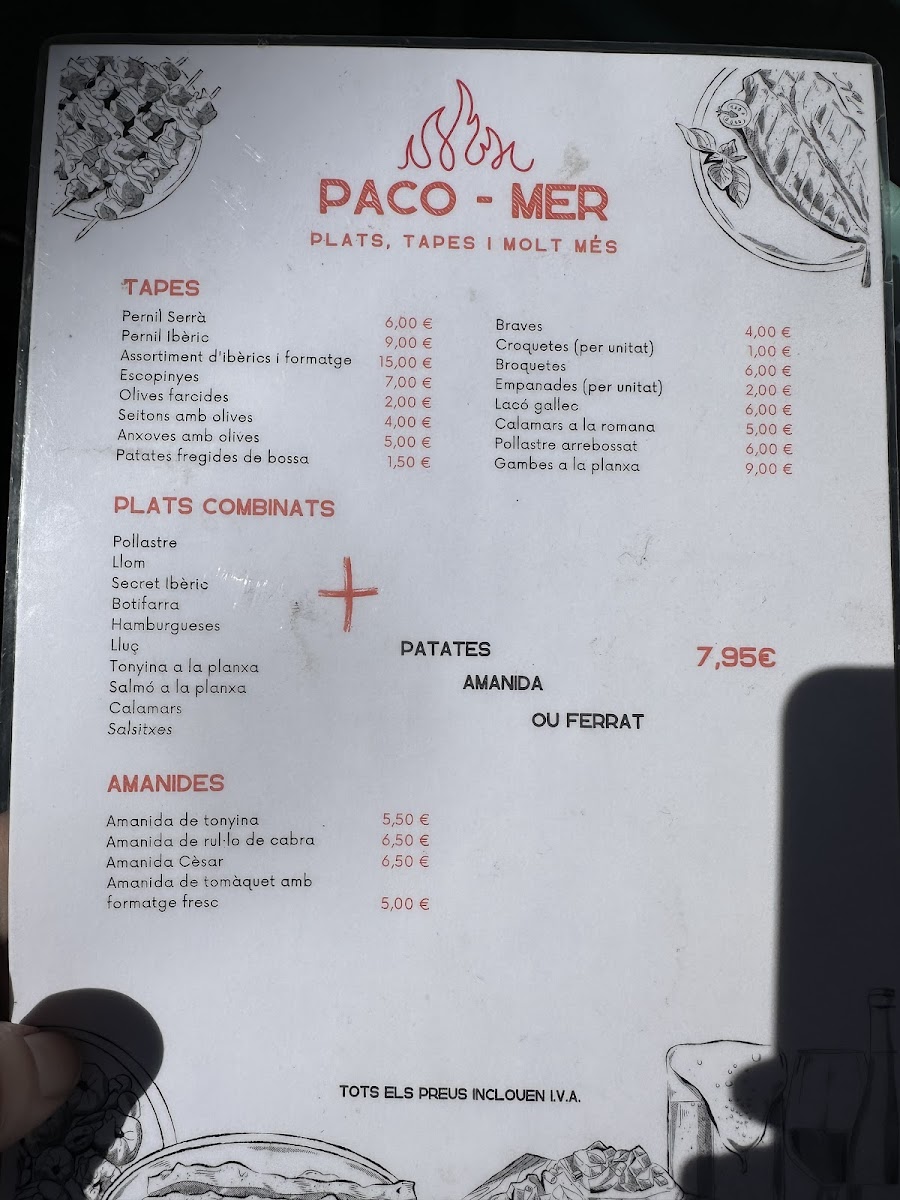 PACO - MER
PLATS, TAPES I MOLT MÉS
TAPES
Pernil Serrà 6,00 €
Pernil Ibèric 9,00 €
Assortiment d'ibèrics i formatge 15,00 €
Escopinyes 7,00 €
Olives farcides 2,00 €
Seitons amb olives 4,00 €
Anxoves amb olives 5,00 €
Patates fregides de bossa 1,50 €
Braves 4,00 €
Croquetes (per unitat) 1,00 €
Broquetes 6,00 €
Empanades (per unitat) 2,00 €
Lacó gallec 6,00 €
Calamars a la romana 5,00 €
Pollastre arrebossat 6,00 €
Gambes a la planxa 9,00 €
PLATS COMBINATS
Pollastre
Llom
Secret Ibèric
Botifarra
Hamburgueses
Lluç
Tonyina a la planxa
Salmó a la planxa
Calamars
Salsitxes
+
PATATES
AMANIDA
OU FERRAT
7,95€
AMANIDES
Amanida de tonyina 5,50 €
Amanida de rul·lo de cabra 6,50 €
Amanida Cèsar 6,50 €
Amanida de tomàquet amb
formatge fresc 5,00 €
TOTS ELS PREUS INCLOUEN I.V.A.